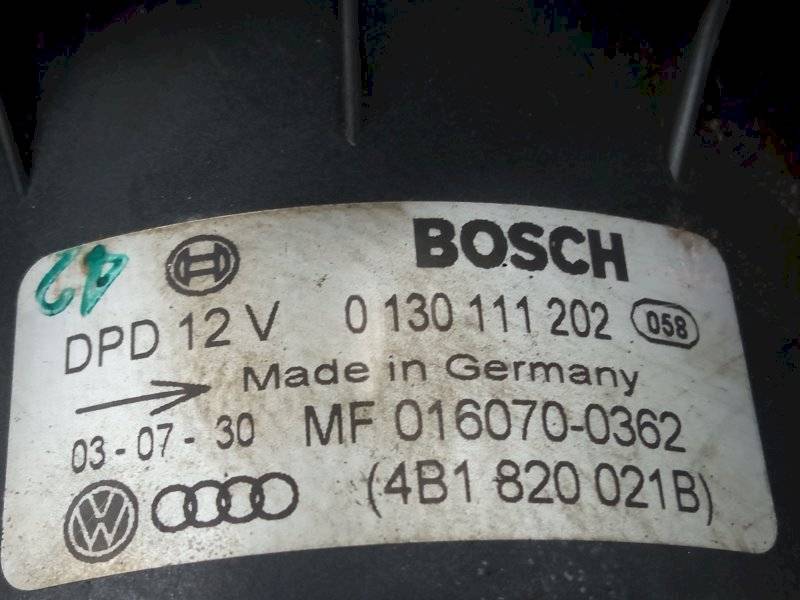 42
BOSCH
DPD 12 V 0 130 111 202 058
Made in Germany
03-07-30 MF 016070-0362
(4B1 820 021B)